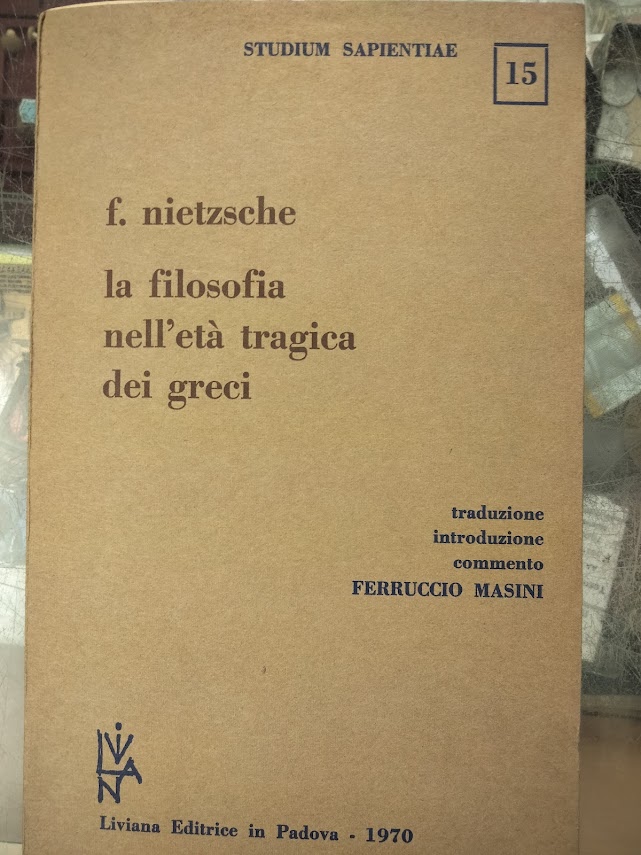 STUDIUM SAPIENTIAE
15
f. nietzsche
la filosofia
nell'età tragica
dei greci
traduzione
introduzione
commento
FERRUCCIO MASINI
LIVIANA
Liviana Editrice in Padova - 1970